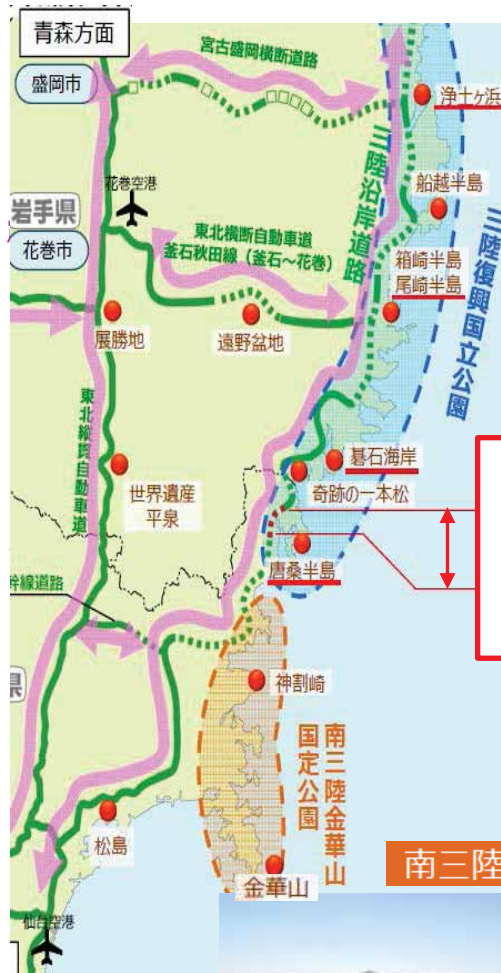 青森方面
宮古盛岡横断道路
盛岡市
浄土ヶ浜
三陸沿岸道路
花巻空港
船越半島
岩手県
東北横断自動車道
釜石秋田線（釜石～花巻）
花巻市
三陸復興国立公園
箱崎半島
尾崎半島
展勝地
遠野盆地
東北縦貫自動車道
碁石海岸
奇跡の一本松
世界遺産
平泉
唐桑半島
幹線道路
県
神割崎
南三陸金華山
国定公園
松島
南三陸
金華山
仙台空港